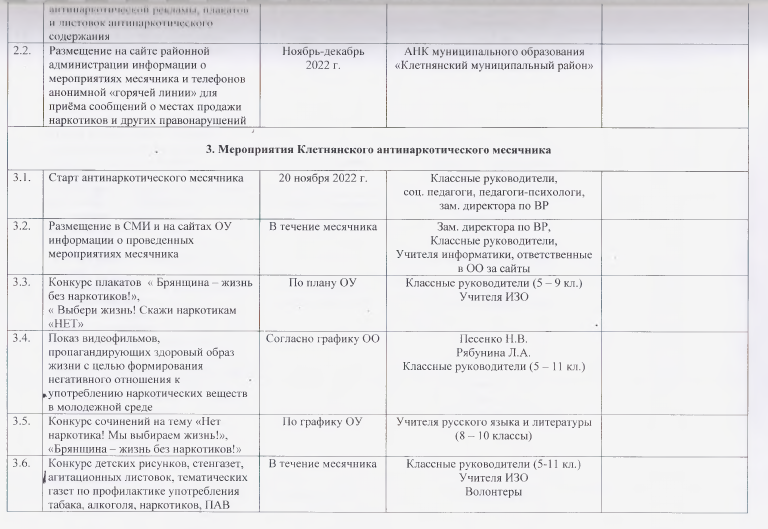 антинаркотической рекламы, плакатов
и листовок антинаркотического
содержания
2.2. Размещение на сайте районной администрации информации о мероприятиях месячника и телефонов анонимной «горячей линии» для приёма сообщений о местах продажи наркотиков и других правонарушений
Ноябрь-декабрь
2022 г.
АНК муниципального образования
«Клетнянский муниципальный район»
3. Мероприятия Клетнянского антинаркотического месячника
3.1.
Старт антинаркотического месячника
20 ноября 2022 г.
Классные руководители,
соц. педагоги, педагоги-психологи,
зам. директора по ВР
3.2.
Размещение в СМИ и на сайтах ОУ
информации о проведенных
мероприятиях месячника
В течение месячника
Зам. директора по ВР,
Классные руководители,
Учителя информатики, ответственные
в ОО за сайты
3.3.
Конкурс плакатов « Брянщина – жизнь
без наркотиков!»,
« Выбери жизнь! Скажи наркотикам
«НЕТ»
По плану ОУ
Классные руководители (5 – 9 кл.)
Учителя ИЗО
3.4.
Показ видеофильмов,
пропагандирующих здоровый образ
жизни с целью формирования
негативного отношения к
употреблению наркотических веществ
в молодежной среде
Согласно графику ОО
Песенко Н.В.
Рябунина Л.А.
Классные руководители (5 – 11 кл.)
3.5.
Конкурс сочинений на тему «Нет
наркотика! Мы выбираем жизнь!»,
«Брянщина – жизнь без наркотиков!»
По графику ОУ
Учителя русского языка и литературы
(8 – 10 классы)
3.6.
Конкурс детских рисунков, стенгазет,
агитационных листовок, тематических
газет по профилактике употребления
табака, алкоголя, наркотиков, ПАВ
В течение месячника
Классные руководители (5-11 кл.)
Учителя ИЗО
Волонтеры